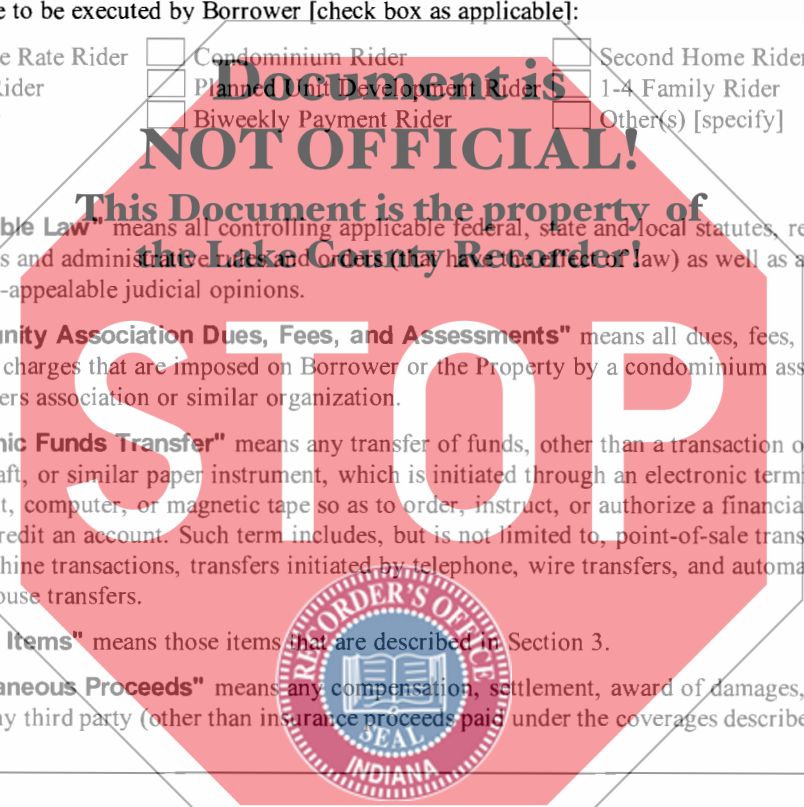 e to be executed by Borrower [check box as applicable]:
e Rate Rider Condominium Rider Second Home Rider
Rider Planned Unit Development Rider 1-4 Family Rider
Biweekly Payment Rider Other(s) [specify]
Document is
NOT OFFICIAL!
This Document is the property of
the Lake County Recorder!
ble Law" means all controlling applicable federal, state and local statutes, re
s and administrative rules and orders (that have the effect of law) as well as a
-appealable judicial opinions.
nity Association Dues, Fees, and Assessments" means all dues, fees,
charges that are imposed on Borrower or the Property by a condominium ass
ers association or similar organization.
nic Funds Transfer" means any transfer of funds, other than a transaction o
aft, or similar paper instrument, which is initiated through an electronic termi
t, computer, or magnetic tape so as to order, instruct, or authorize a financial
redit an account. Such term includes, but is not limited to, point-of-sale trans
hine transactions, transfers initiated by telephone, wire transfers, and automa
ouse transfers.
Items" means those items that are described in Section 3.
aneous Proceeds" means any compensation, settlement, award of damages,
ny third party (other than insurance proceeds paid under the coverages describe
STOP
RECORDER'S OFFICE
SEAL
INDIANA